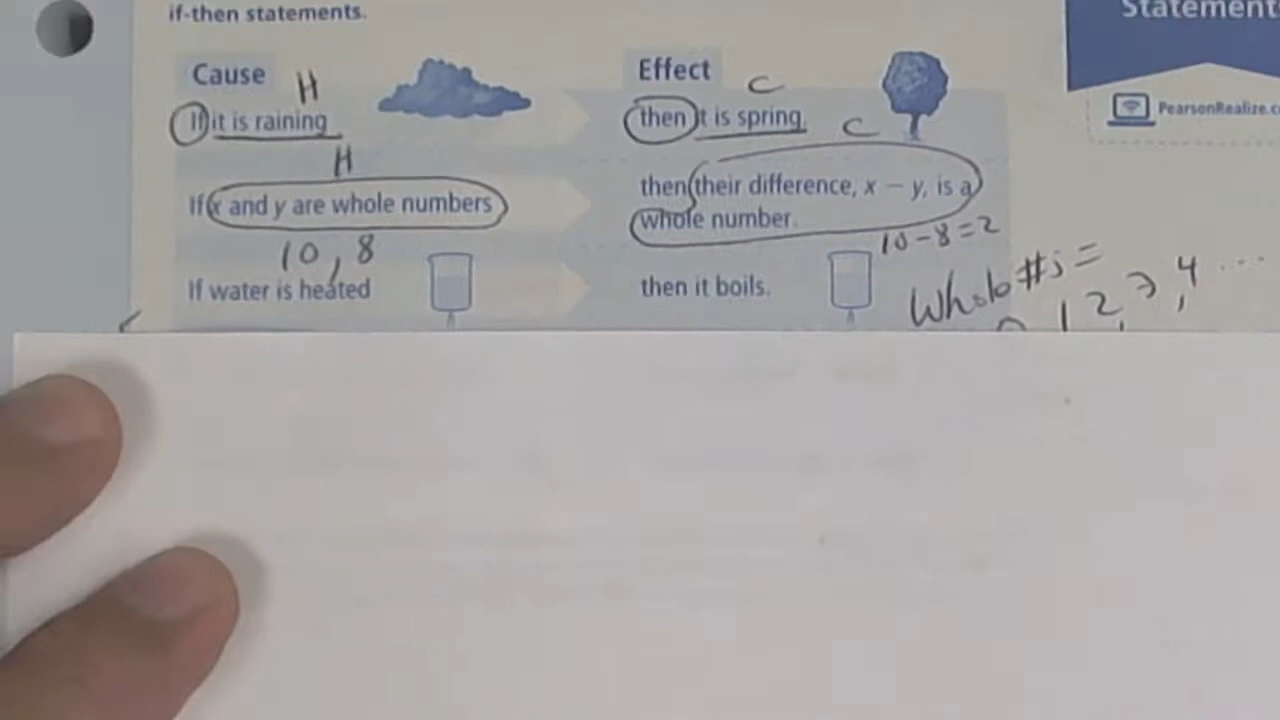 if-then statements.
Statement
Cause
H
Effect
C
If it is raining
then it is spring.
PearsonRealize.c
H
C
If x and y are whole numbers
then their difference, x – y, is a
whole number.
10, 8
10-8=2
If water is heated
then it boils.
Whole #s =
1 2, 3, 4 ....